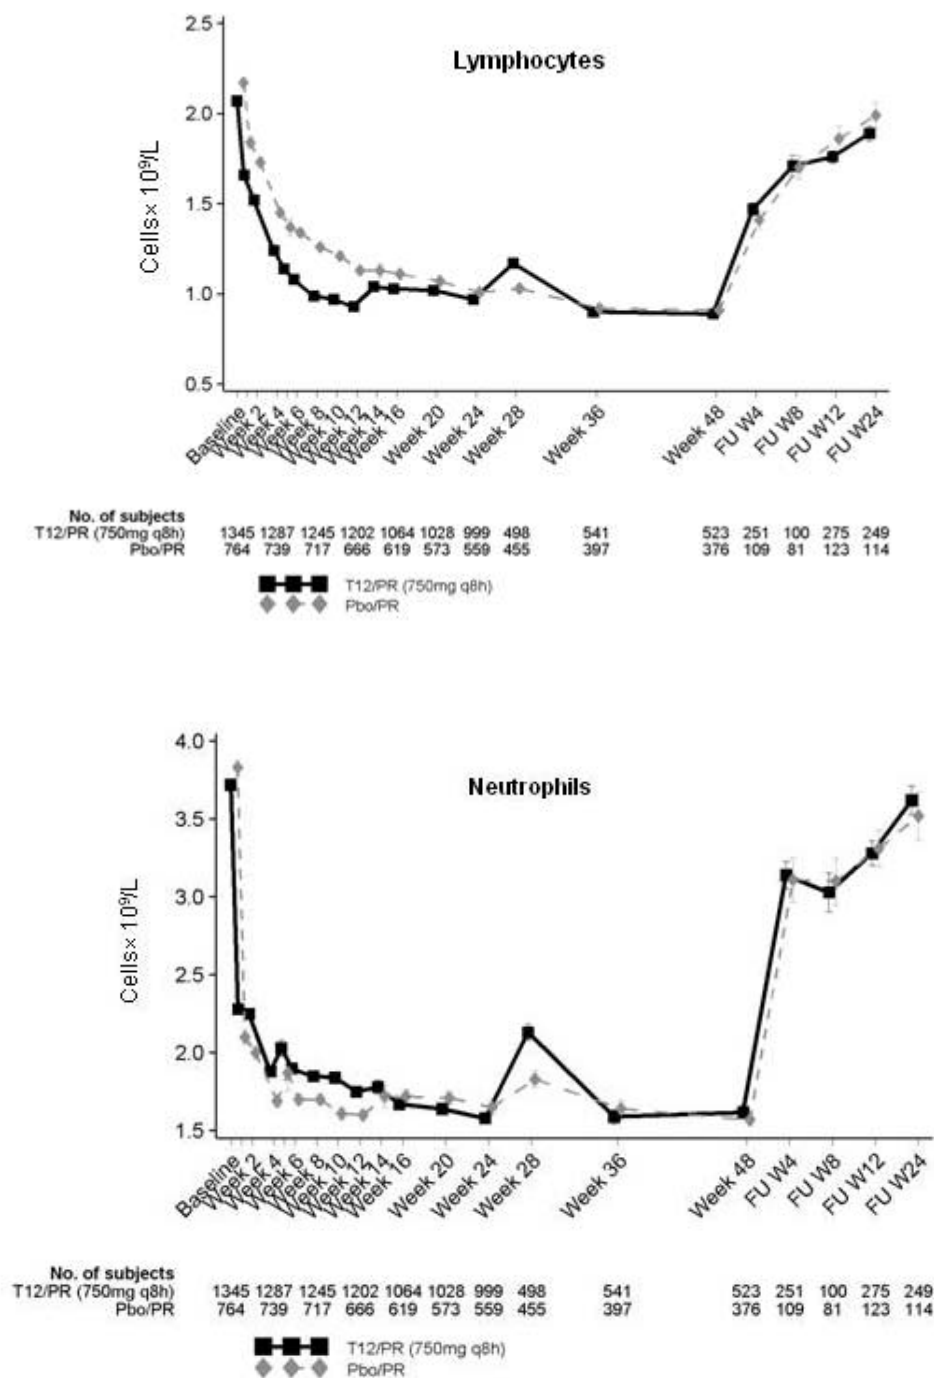 Lymphocytes
Cells× 10⁹/L
2.5
2.0
1.5
1.0
0.5
Baseline Week 2 Week 4 Week 6 Week 8 Week 10 Week 12 Week 14 Week 16 Week 20 Week 24 Week 28 Week 36 Week 48 FU W4 FU W8 FU W12 FU W24
No. of subjects
T12/PR (750mg q8h) 1345 1287 1245 1202 1064 1028 999 498 541 523 251 100 275 249
Pbo/PR 764 739 717 666 619 573 559 455 397 376 109 81 123 114
T12/PR (750mg q8h)
Pbo/PR
Neutrophils
Cells× 10⁹/L
4.0
3.5
3.0
2.5
2.0
1.5
Baseline Week 2 Week 4 Week 6 Week 8 Week 10 Week 12 Week 14 Week 16 Week 20 Week 24 Week 28 Week 36 Week 48 FU W4 FU W8 FU W12 FU W24
No. of subjects
T12/PR (750mg q8h) 1345 1287 1245 1202 1064 1028 999 498 541 523 251 100 275 249
Pbo/PR 764 739 717 666 619 573 559 455 397 376 109 81 123 114
T12/PR (750mg q8h)
Pbo/PR